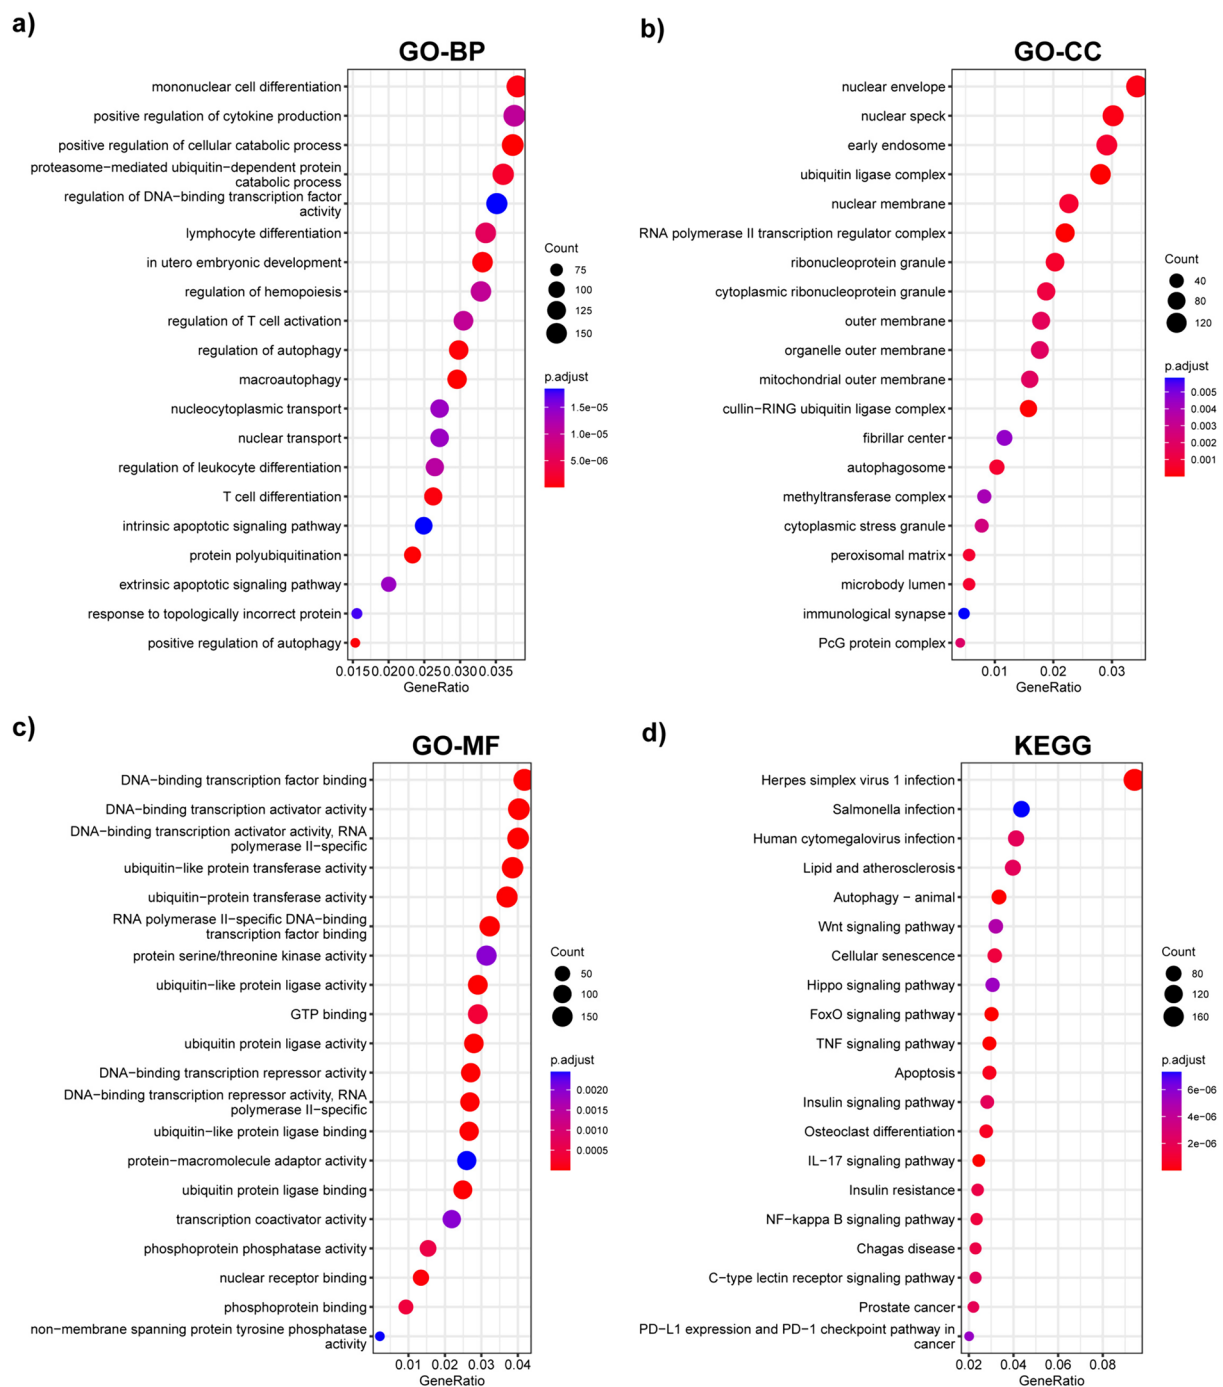 a)
GO-BP
mononuclear cell differentiation
positive regulation of cytokine production
positive regulation of cellular catabolic process
proteasome−mediated ubiquitin−dependent protein
catabolic process
regulation of DNA−binding transcription factor
activity
lymphocyte differentiation
in utero embryonic development
regulation of hemopoiesis
regulation of T cell activation
regulation of autophagy
macroautophagy
nucleocytoplasmic transport
nuclear transport
regulation of leukocyte differentiation
T cell differentiation
intrinsic apoptotic signaling pathway
protein polyubiquitination
extrinsic apoptotic signaling pathway
response to topologically incorrect protein
positive regulation of autophagy
0.015 0.020 0.025 0.030 0.035
GeneRatio
Count
75
100
125
150
p.adjust
1.5e−05
1.0e−05
5.0e−06
b)
GO-CC
nuclear envelope
nuclear speck
early endosome
ubiquitin ligase complex
nuclear membrane
RNA polymerase II transcription regulator complex
ribonucleoprotein granule
cytoplasmic ribonucleoprotein granule
outer membrane
organelle outer membrane
mitochondrial outer membrane
cullin−RING ubiquitin ligase complex
fibrillar center
autophagosome
methyltransferase complex
cytoplasmic stress granule
peroxisomal matrix
microbody lumen
immunological synapse
PcG protein complex
0.01 0.02 0.03
GeneRatio
Count
40
80
120
p.adjust
0.005
0.004
0.003
0.002
0.001
c)
GO-MF
DNA−binding transcription factor binding
DNA−binding transcription activator activity
DNA−binding transcription activator activity, RNA
polymerase II−specific
ubiquitin−like protein transferase activity
ubiquitin−protein transferase activity
RNA polymerase II−specific DNA−binding
transcription factor binding
protein serine/threonine kinase activity
ubiquitin−like protein ligase activity
GTP binding
ubiquitin protein ligase activity
DNA−binding transcription repressor activity
DNA−binding transcription repressor activity, RNA
polymerase II−specific
ubiquitin−like protein ligase binding
protein−macromolecule adaptor activity
ubiquitin protein ligase binding
transcription coactivator activity
phosphoprotein phosphatase activity
nuclear receptor binding
phosphoprotein binding
non−membrane spanning protein tyrosine phosphatase
activity
0.01 0.02 0.03 0.04
GeneRatio
Count
50
100
150
p.adjust
0.0020
0.0015
0.0010
0.0005
d)
KEGG
Herpes simplex virus 1 infection
Salmonella infection
Human cytomegalovirus infection
Lipid and atherosclerosis
Autophagy − animal
Wnt signaling pathway
Cellular senescence
Hippo signaling pathway
FoxO signaling pathway
TNF signaling pathway
Apoptosis
Insulin signaling pathway
Osteoclast differentiation
IL−17 signaling pathway
Insulin resistance
NF−kappa B signaling pathway
Chagas disease
C−type lectin receptor signaling pathway
Prostate cancer
PD−L1 expression and PD−1 checkpoint pathway in
cancer
0.02 0.04 0.06 0.08
GeneRatio
Count
80
120
160
p.adjust
6e−06
4e−06
2e−06